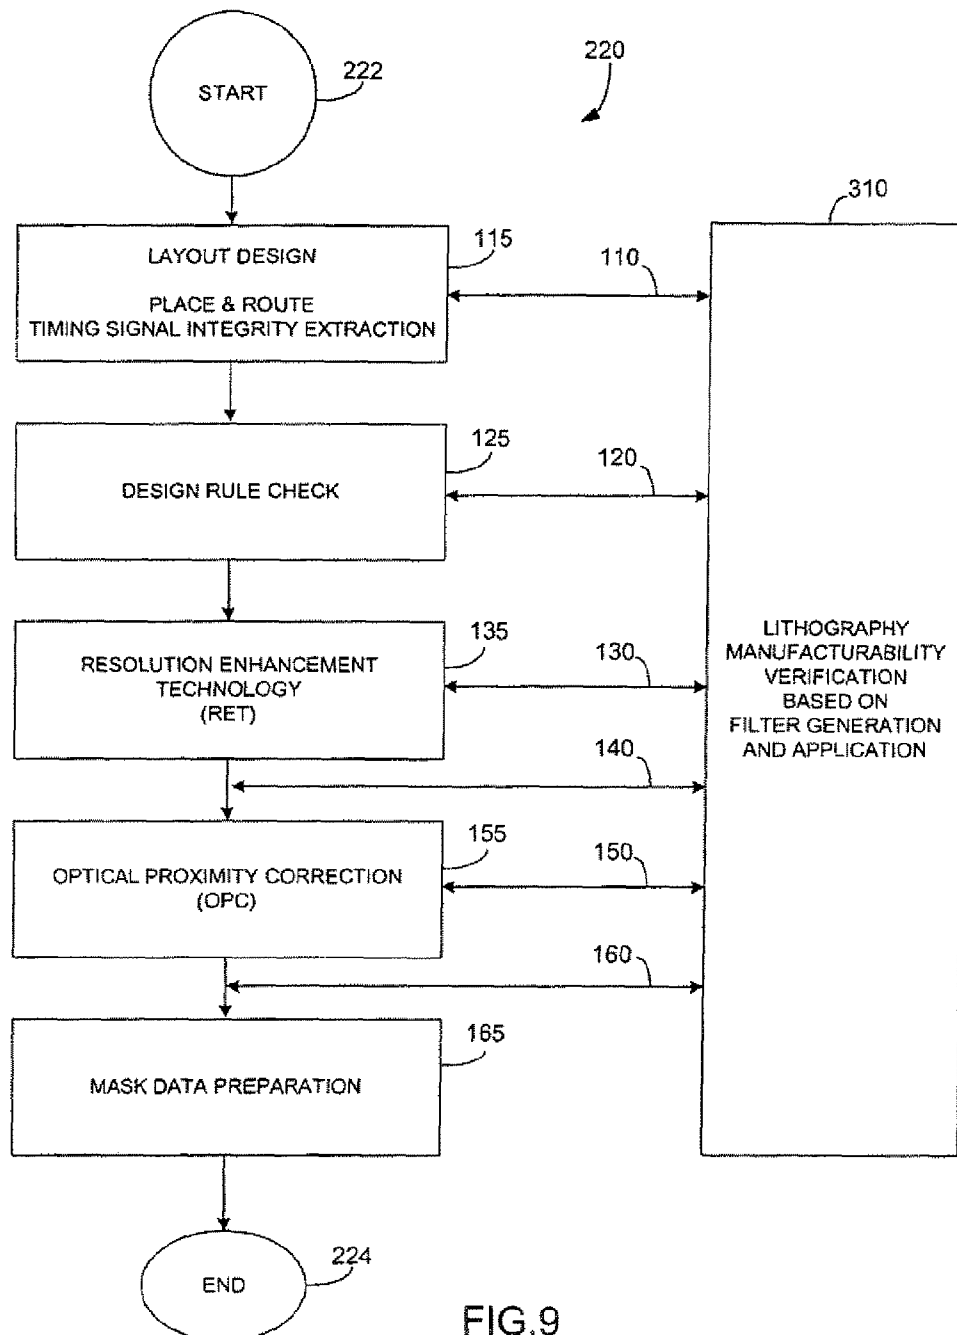 START
222
220
310
LAYOUT DESIGN
PLACE & ROUTE
TIMING SIGNAL INTEGRITY EXTRACTION
115
110
DESIGN RULE CHECK
125
120
RESOLUTION ENHANCEMENT
TECHNOLOGY
(RET)
135
130
140
LITHOGRAPHY
MANUFACTURABILITY
VERIFICATION
BASED ON
FILTER GENERATION
AND APPLICATION
OPTICAL PROXIMITY CORRECTION
(OPC)
155
150
160
MASK DATA PREPARATION
165
END
224
FIG.9